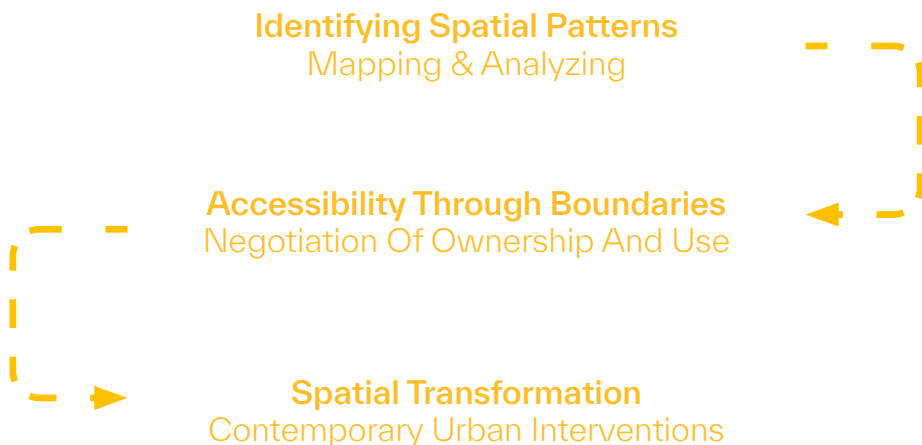 Identifying Spatial Patterns
Mapping & Analyzing
Accessibility Through Boundaries
Negotiation Of Ownership And Use
Spatial Transformation
Contemporary Urban Interventions